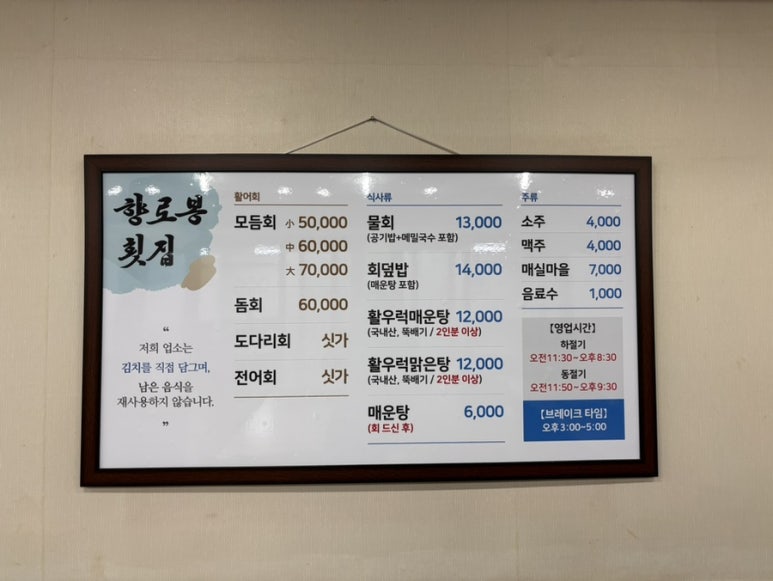 향로봉
횟집
“
저희 업소는
김치를 직접 담그며,
남은 음식을
재사용하지 않습니다.
”
활어회
모듬회 小 50,000
中 60,000
大 70,000
돔회 60,000
도다리회 싯가
전어회 싯가
식사류
물회 13,000
(공기밥+메밀국수 포함)
회덮밥 14,000
(매운탕 포함)
활우럭매운탕 12,000
(국내산, 뚝배기 / 2인분 이상)
활우럭맑은탕 12,000
(국내산, 뚝배기 / 2인분 이상)
매운탕 6,000
(회 드신 후)
주류
소주 4,000
맥주 4,000
매실마을 7,000
음료수 1,000
【영업시간】
하절기
오전11:30~오후8:30
동절기
오전11:50~오후9:30
【브레이크 타임】
오후3:00~5:00